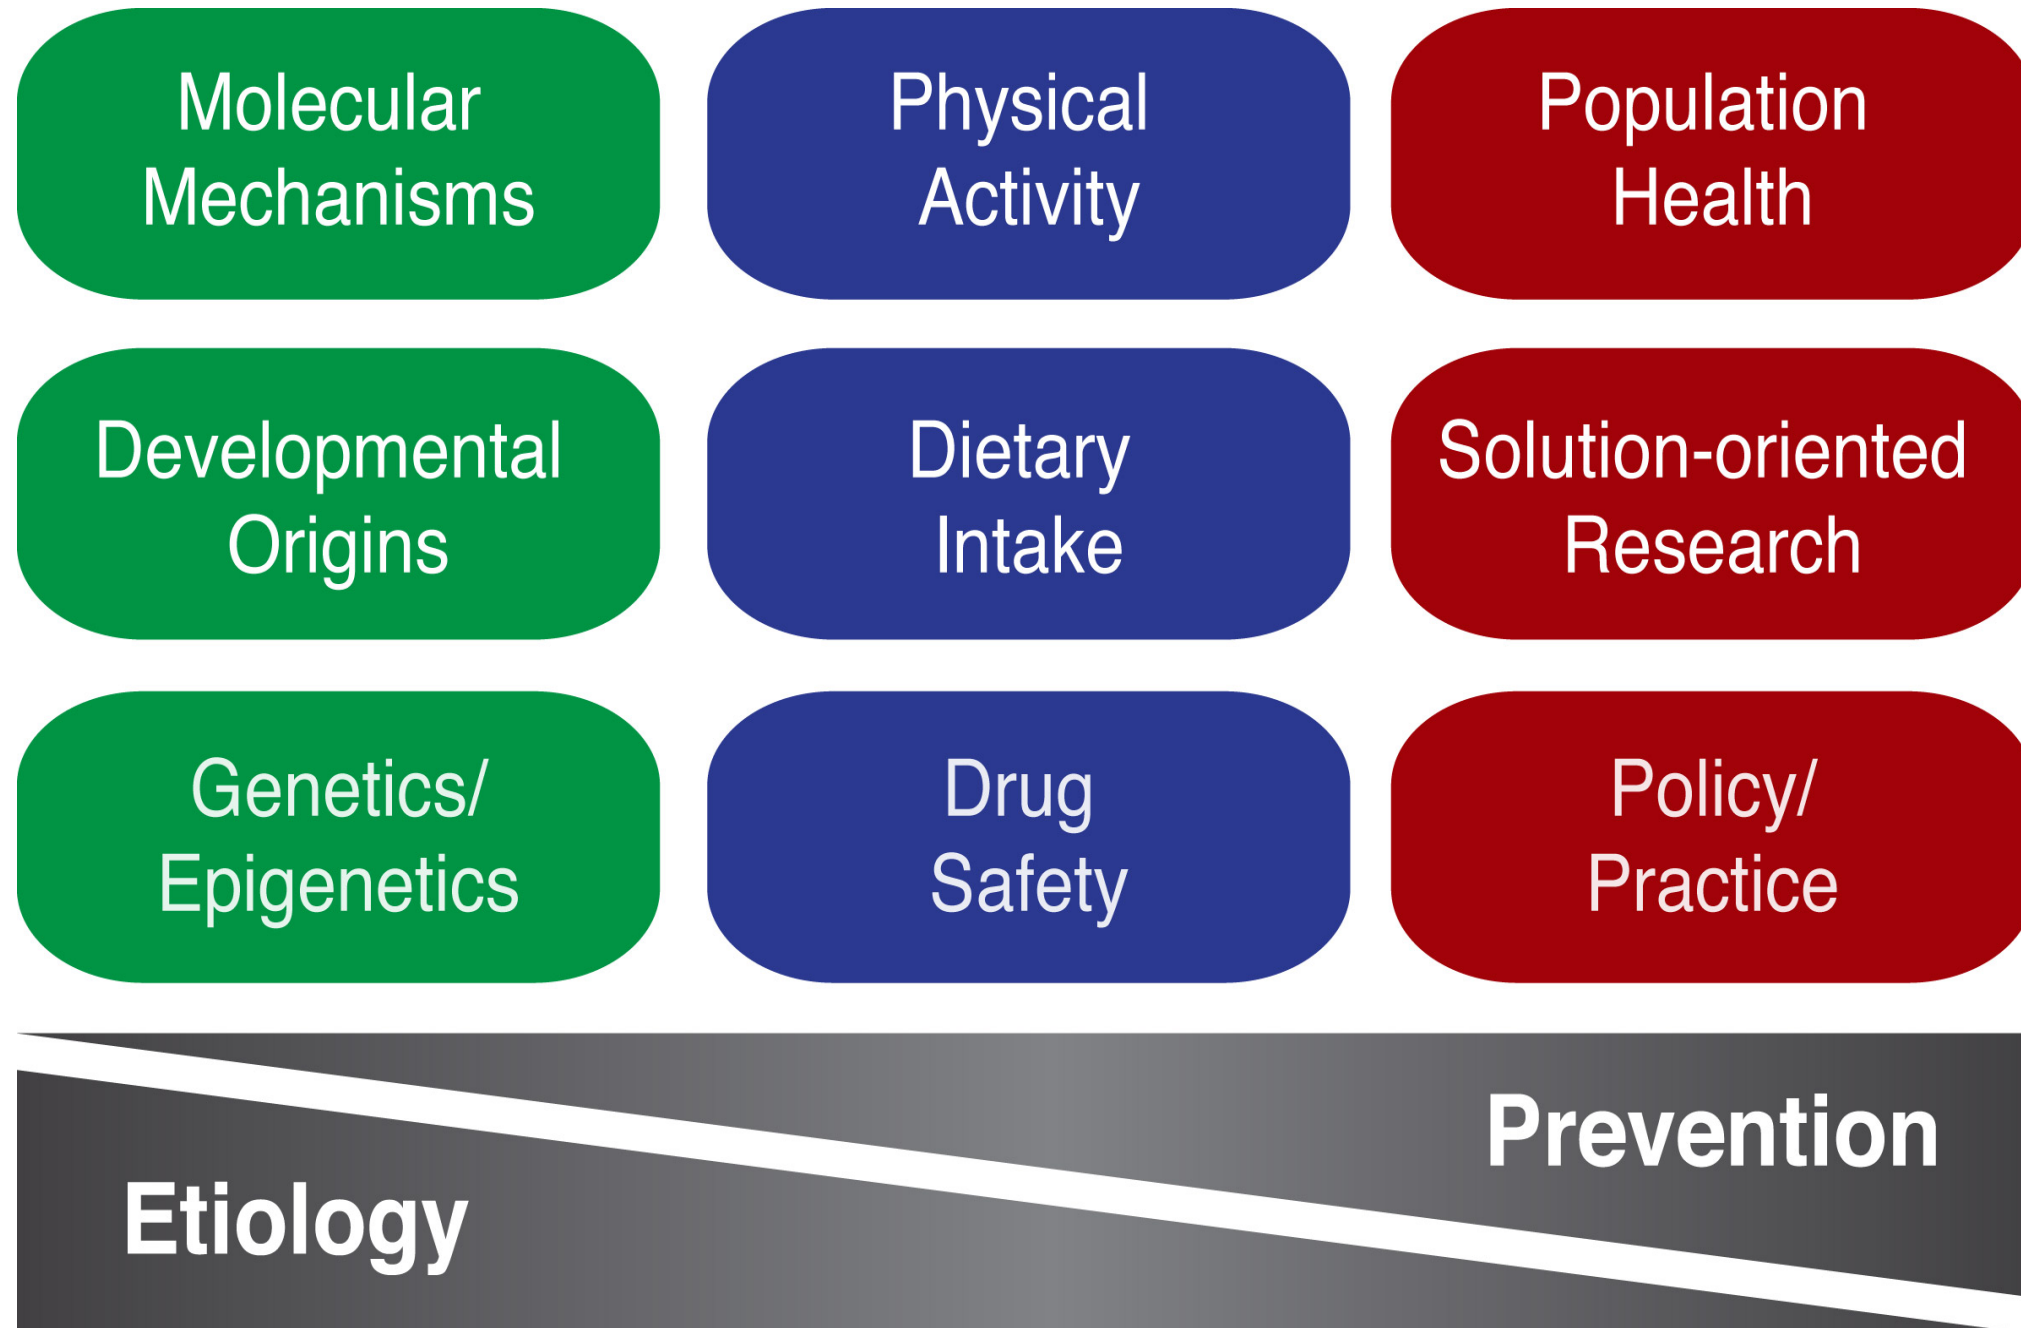 Molecular
Mechanisms
Physical
Activity
Population
Health
Developmental
Origins
Dietary
Intake
Solution-oriented
Research
Genetics/
Epigenetics
Drug
Safety
Policy/
Practice
Prevention
Etiology